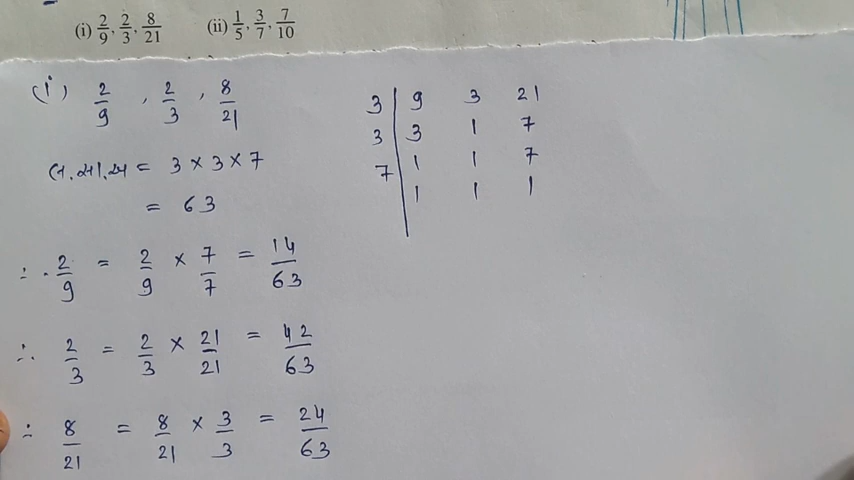 (i) 2/9, 2/3, 8/21 (ii) 1/5, 3/7, 7/10
(i) 2/9, 2/3, 8/21
= 3 × 3 × 7
= 63
∴ 2/9 = 2/9 × 7/7 = 14/63
∴ 2/3 = 2/3 × 21/21 = 42/63
∴ 8/21 = 8/21 × 3/3 = 24/63
3 | 9 3 21
3 | 3 1 7
7 | 1 1 7
| 1 1 1